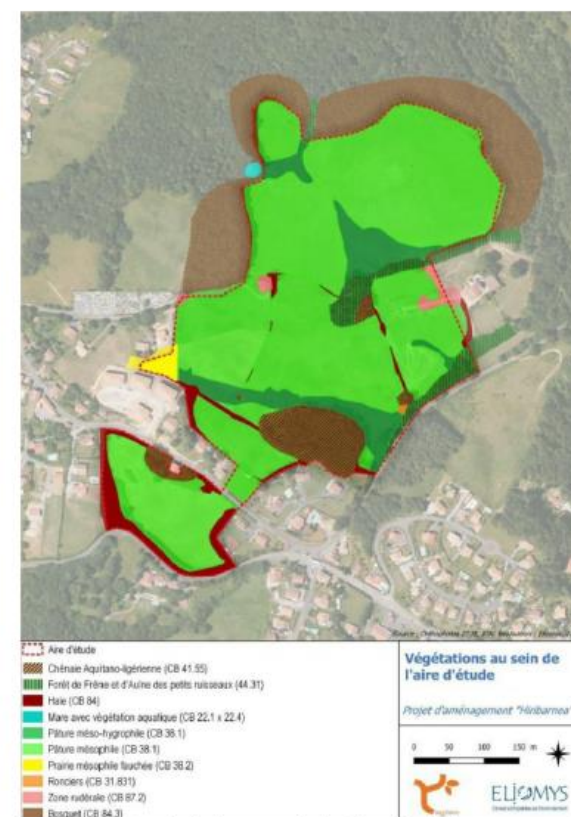 Aire d'étude
Chênaie Aquitano-ligérienne (CB 41.55)
Forêt de Frêne et d'Aulne des petits ruisseaux (44.31)
Haie (CB 84)
Mare avec végétation aquatique (CB 22.1 x 22.4)
Pâture méso-hygrophile (CB 38.1)
Pâture mésophile (CB 38.1)
Prairie mésophile fauchée (CB 38.2)
Ronciers (CB 31.831)
Zone rudérale (CB 87.2)
Bosquet (CB 84.3)
Végétations au sein de
l'aire d'étude
Projet d'aménagement "Hiribarnea"
0 50 100 150 m
ELIOMYS